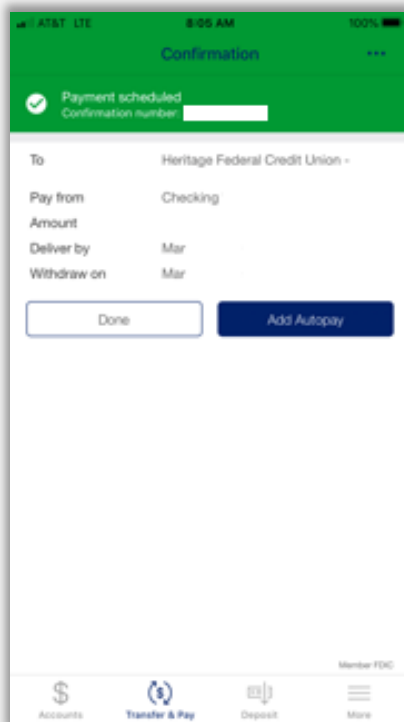 AT&T LTE 8:05 AM 100%
Confirmation
Payment scheduled
Confirmation number:
To Heritage Federal Credit Union -
Pay from Checking
Amount
Deliver by Mar
Withdraw on Mar
Done Add Autopay
Member FDIC
Accounts Transfer & Pay Deposit More